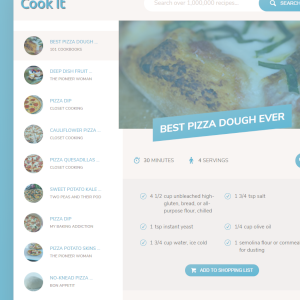 Cook It
Search over 1,000,000 recipes...
SEARCH
BEST PIZZA DOUGH ...
101 COOKBOOKS
DEEP DISH FRUIT ...
THE PIONEER WOMAN
PIZZA DIP
CLOSET COOKING
CAULIFLOWER PIZZA ...
CLOSET COOKING
PIZZA QUESADILLAS ...
CLOSET COOKING
SWEET POTATO KALE ...
TWO PEAS AND THEIR POD
PIZZA DIP
MY BAKING ADDICTION
PIZZA POTATO SKINS ...
THE PIONEER WOMAN
NO-KNEAD PIZZA ...
BON APPETIT
BEST PIZZA DOUGH EVER
30 MINUTES
4 SERVINGS
4 1/2 cup unbleached high-
gluten, bread, or all-
purpose flour, chilled
1 3/4 tsp salt
1 tsp instant yeast
1/4 cup olive oil
1 3/4 cup water, ice cold
1 semolina flour or cornmeal
for dusting
ADD TO SHOPPING LIST